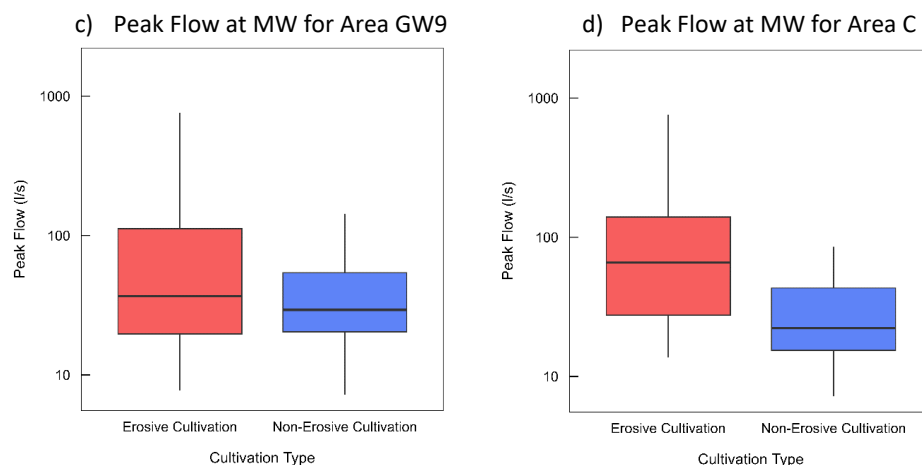 c) Peak Flow at MW for Area GW9
1000
100
10
Peak Flow (l/s)
Erosive Cultivation
Non-Erosive Cultivation
Cultivation Type
d) Peak Flow at MW for Area C
1000
100
10
Peak Flow (l/s)
Erosive Cultivation
Non-Erosive Cultivation
Cultivation Type